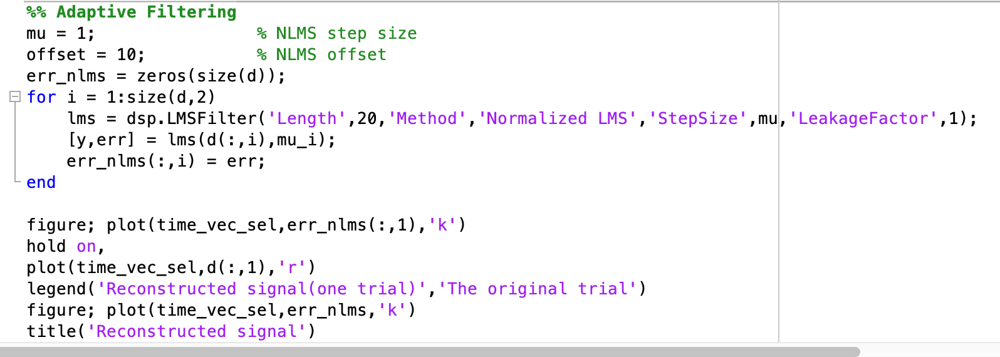 %% Adaptive Filtering
mu = 1;                % NLMS step size
offset = 10;           % NLMS offset
err_nlms = zeros(size(d));
for i = 1:size(d,2)
    lms = dsp.LMSFilter('Length',20,'Method','Normalized LMS','StepSize',mu,'LeakageFactor',1);
    [y,err] = lms(d(:,i),mu_i);
    err_nlms(:,i) = err;
end

figure; plot(time_vec_sel,err_nlms(:,1),'k')
hold on,
plot(time_vec_sel,d(:,1),'r')
legend('Reconstructed signal(one trial)','The original trial')
figure; plot(time_vec_sel,err_nlms,'k')
title('Reconstructed signal')